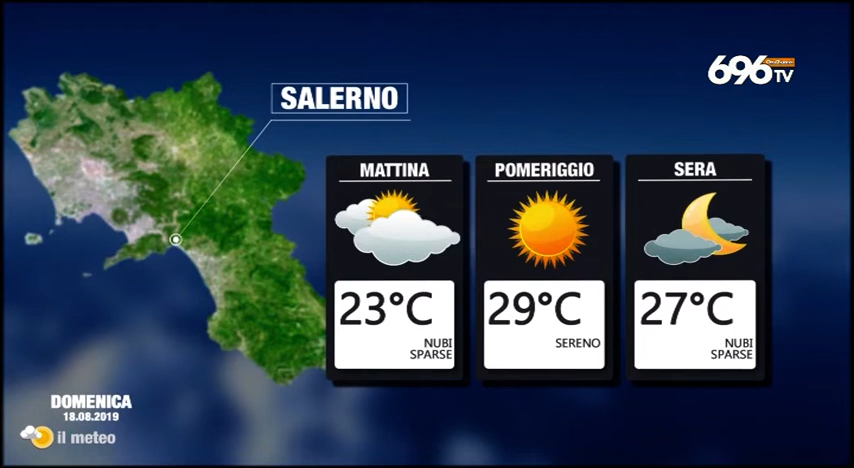 696 TV
SALERNO
MATTINA
POMERIGGIO
SERA
23°C
NUBI
SPARSE
29°C
SERENO
27°C
NUBI
SPARSE
DOMENICA
18.08.2019
il meteo